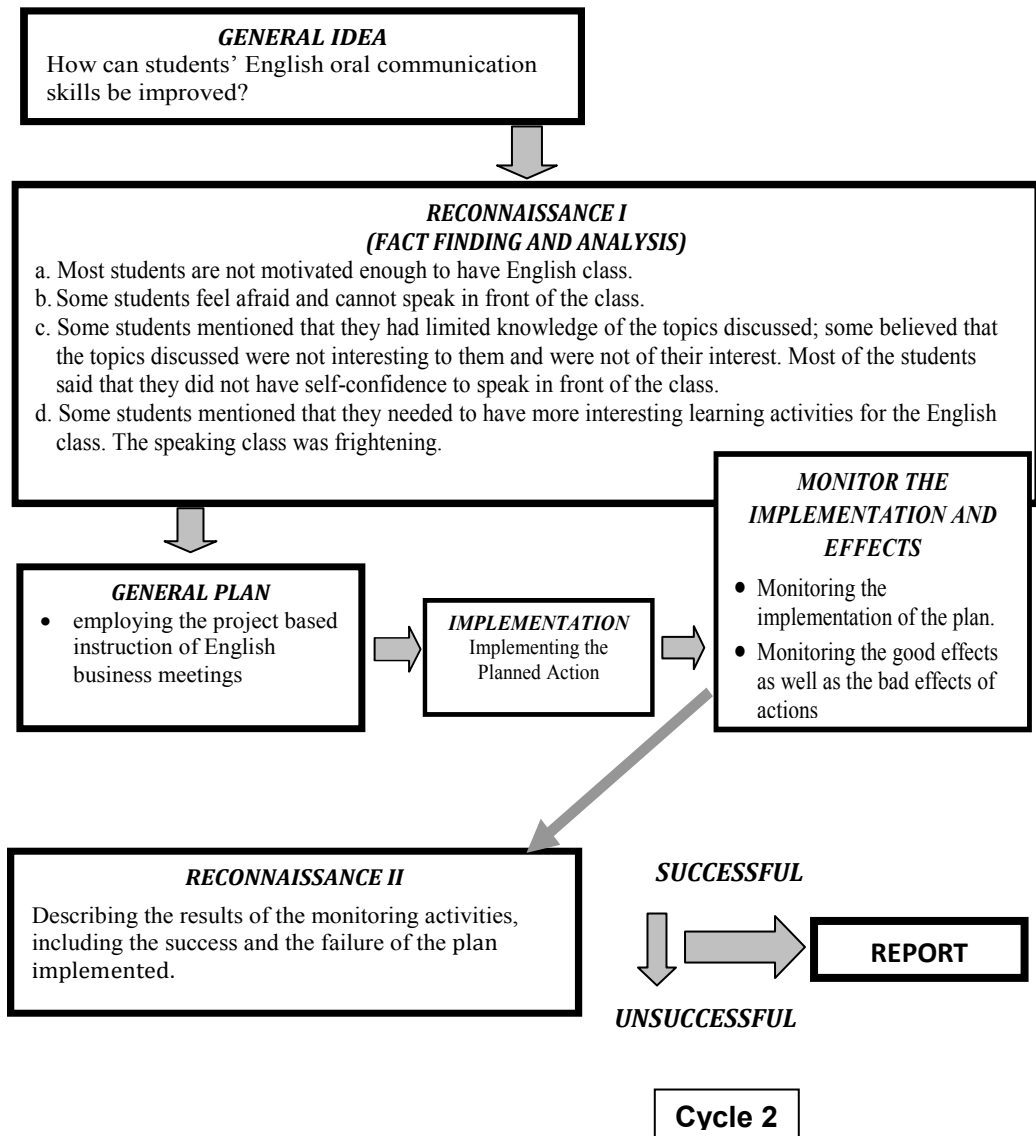 GENERAL IDEA
How can students’ English oral communication
skills be improved?
RECONNAISSANCE I
(FACT FINDING AND ANALYSIS)
a. Most students are not motivated enough to have English class.
b. Some students feel afraid and cannot speak in front of the class.
c. Some students mentioned that they had limited knowledge of the topics discussed; some believed that
the topics discussed were not interesting to them and were not of their interest. Most of the students
said that they did not have self-confidence to speak in front of the class.
d. Some students mentioned that they needed to have more interesting learning activities for the English
class. The speaking class was frightening.
GENERAL PLAN
• employing the project based
instruction of English
business meetings
IMPLEMENTATION
Implementing the
Planned Action
MONITOR THE
IMPLEMENTATION AND
EFFECTS
• Monitoring the
implementation of the plan.
• Monitoring the good effects
as well as the bad effects of
actions
RECONNAISSANCE II
Describing the results of the monitoring activities,
including the success and the failure of the plan
implemented.
SUCCESSFUL
UNSUCCESSFUL
REPORT
Cycle 2